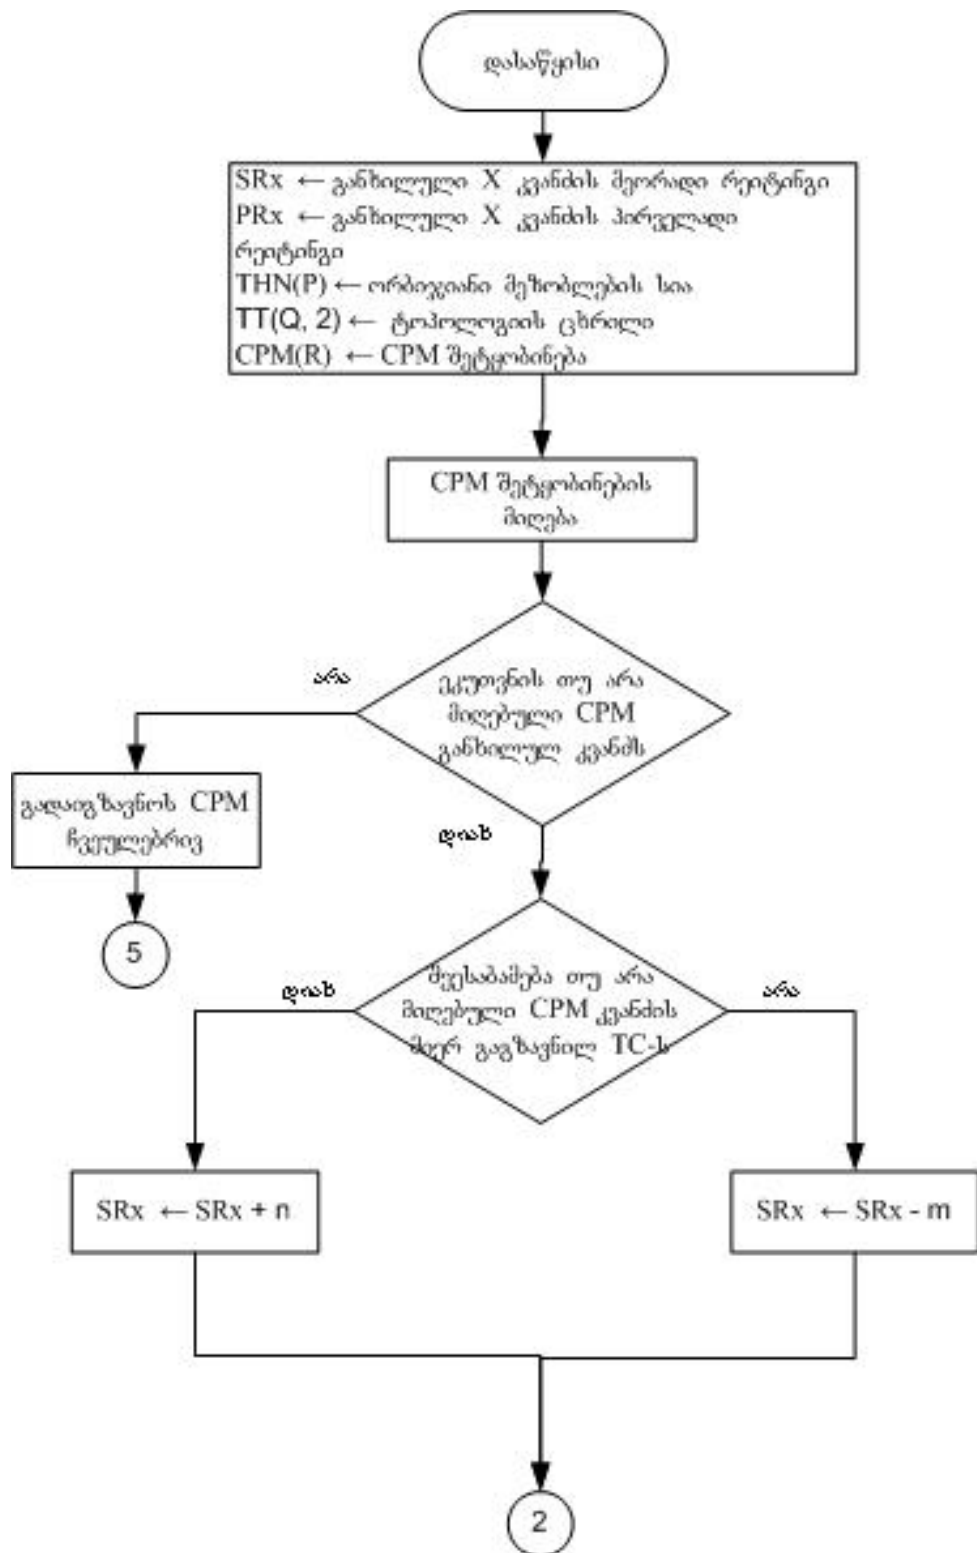 დასაწყისი
SRx ← განხილული X კვანძის მეორადი რეიტინგი
PRx ← განხილული X კვანძის პირველადი
რეიტინგი
THN(P) ← ორბიჯიანი მეზობლების სია
TT(Q, 2) ← ტოპოლოგიის ცხრილი
CPM(R) ← CPM შეტყობინება
CPM შეტყობინების
მიღება
არა
ეკუთვნის თუ არა
მიღებული CPM
განხილულ კვანძს
გადაიგზავნოს CPM
ჩვეულებრივ
დიახ
5
დიახ
შეესაბამება თუ არა
მიღებული CPM კვანძის
მიერ გაგზავნილ TC-ს
არა
SRx ← SRx + n
SRx ← SRx - m
2